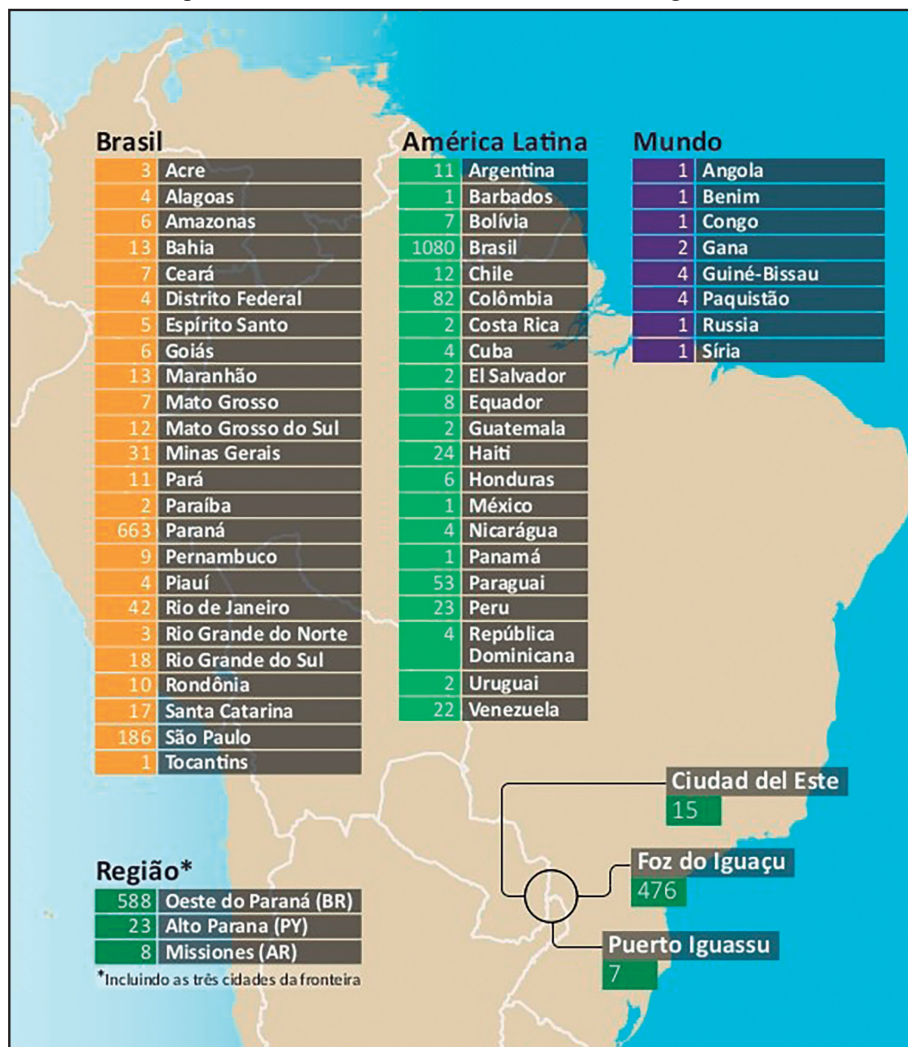 Brasil
3 Acre
4 Alagoas
6 Amazonas
13 Bahia
7 Ceará
4 Distrito Federal
5 Espírito Santo
6 Goiás
13 Maranhão
7 Mato Grosso
12 Mato Grosso do Sul
31 Minas Gerais
11 Pará
2 Paraíba
663 Paraná
9 Pernambuco
4 Piauí
42 Rio de Janeiro
3 Rio Grande do Norte
18 Rio Grande do Sul
10 Rondônia
17 Santa Catarina
186 São Paulo
1 Tocantins
América Latina
11 Argentina
1 Barbados
7 Bolívia
1080 Brasil
12 Chile
82 Colômbia
2 Costa Rica
4 Cuba
2 El Salvador
8 Equador
2 Guatemala
24 Haiti
6 Honduras
1 México
4 Nicarágua
1 Panamá
53 Paraguai
23 Peru
4 República
Dominicana
2 Uruguai
22 Venezuela
Mundo
1 Angola
1 Benim
1 Congo
2 Gana
4 Guiné-Bissau
4 Paquistão
1 Russia
1 Síria
Ciudad del Este
15
Foz do Iguaçu
476
Puerto Iguassu
7
Região*
588 Oeste do Paraná (BR)
23 Alto Parana (PY)
8 Missiones (AR)
*Incluindo as três cidades da fronteira